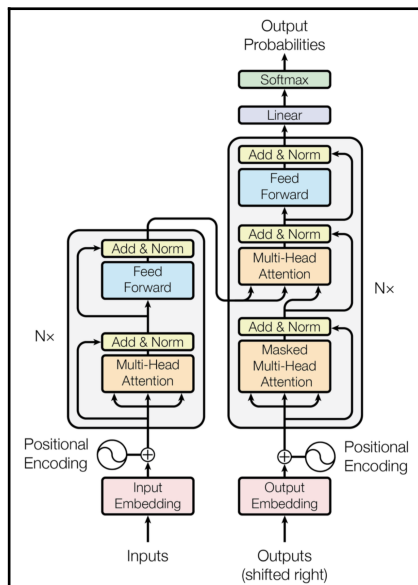 Output
Probabilities
Softmax
Linear
Add & Norm
Feed
Forward
Add & Norm
Multi-Head
Attention
Add & Norm
Masked
Multi-Head
Attention
Nx
Add & Norm
Feed
Forward
Add & Norm
Multi-Head
Attention
Nx
Positional
Encoding
Positional
Encoding
Input
Embedding
Output
Embedding
Inputs
Outputs
(shifted right)